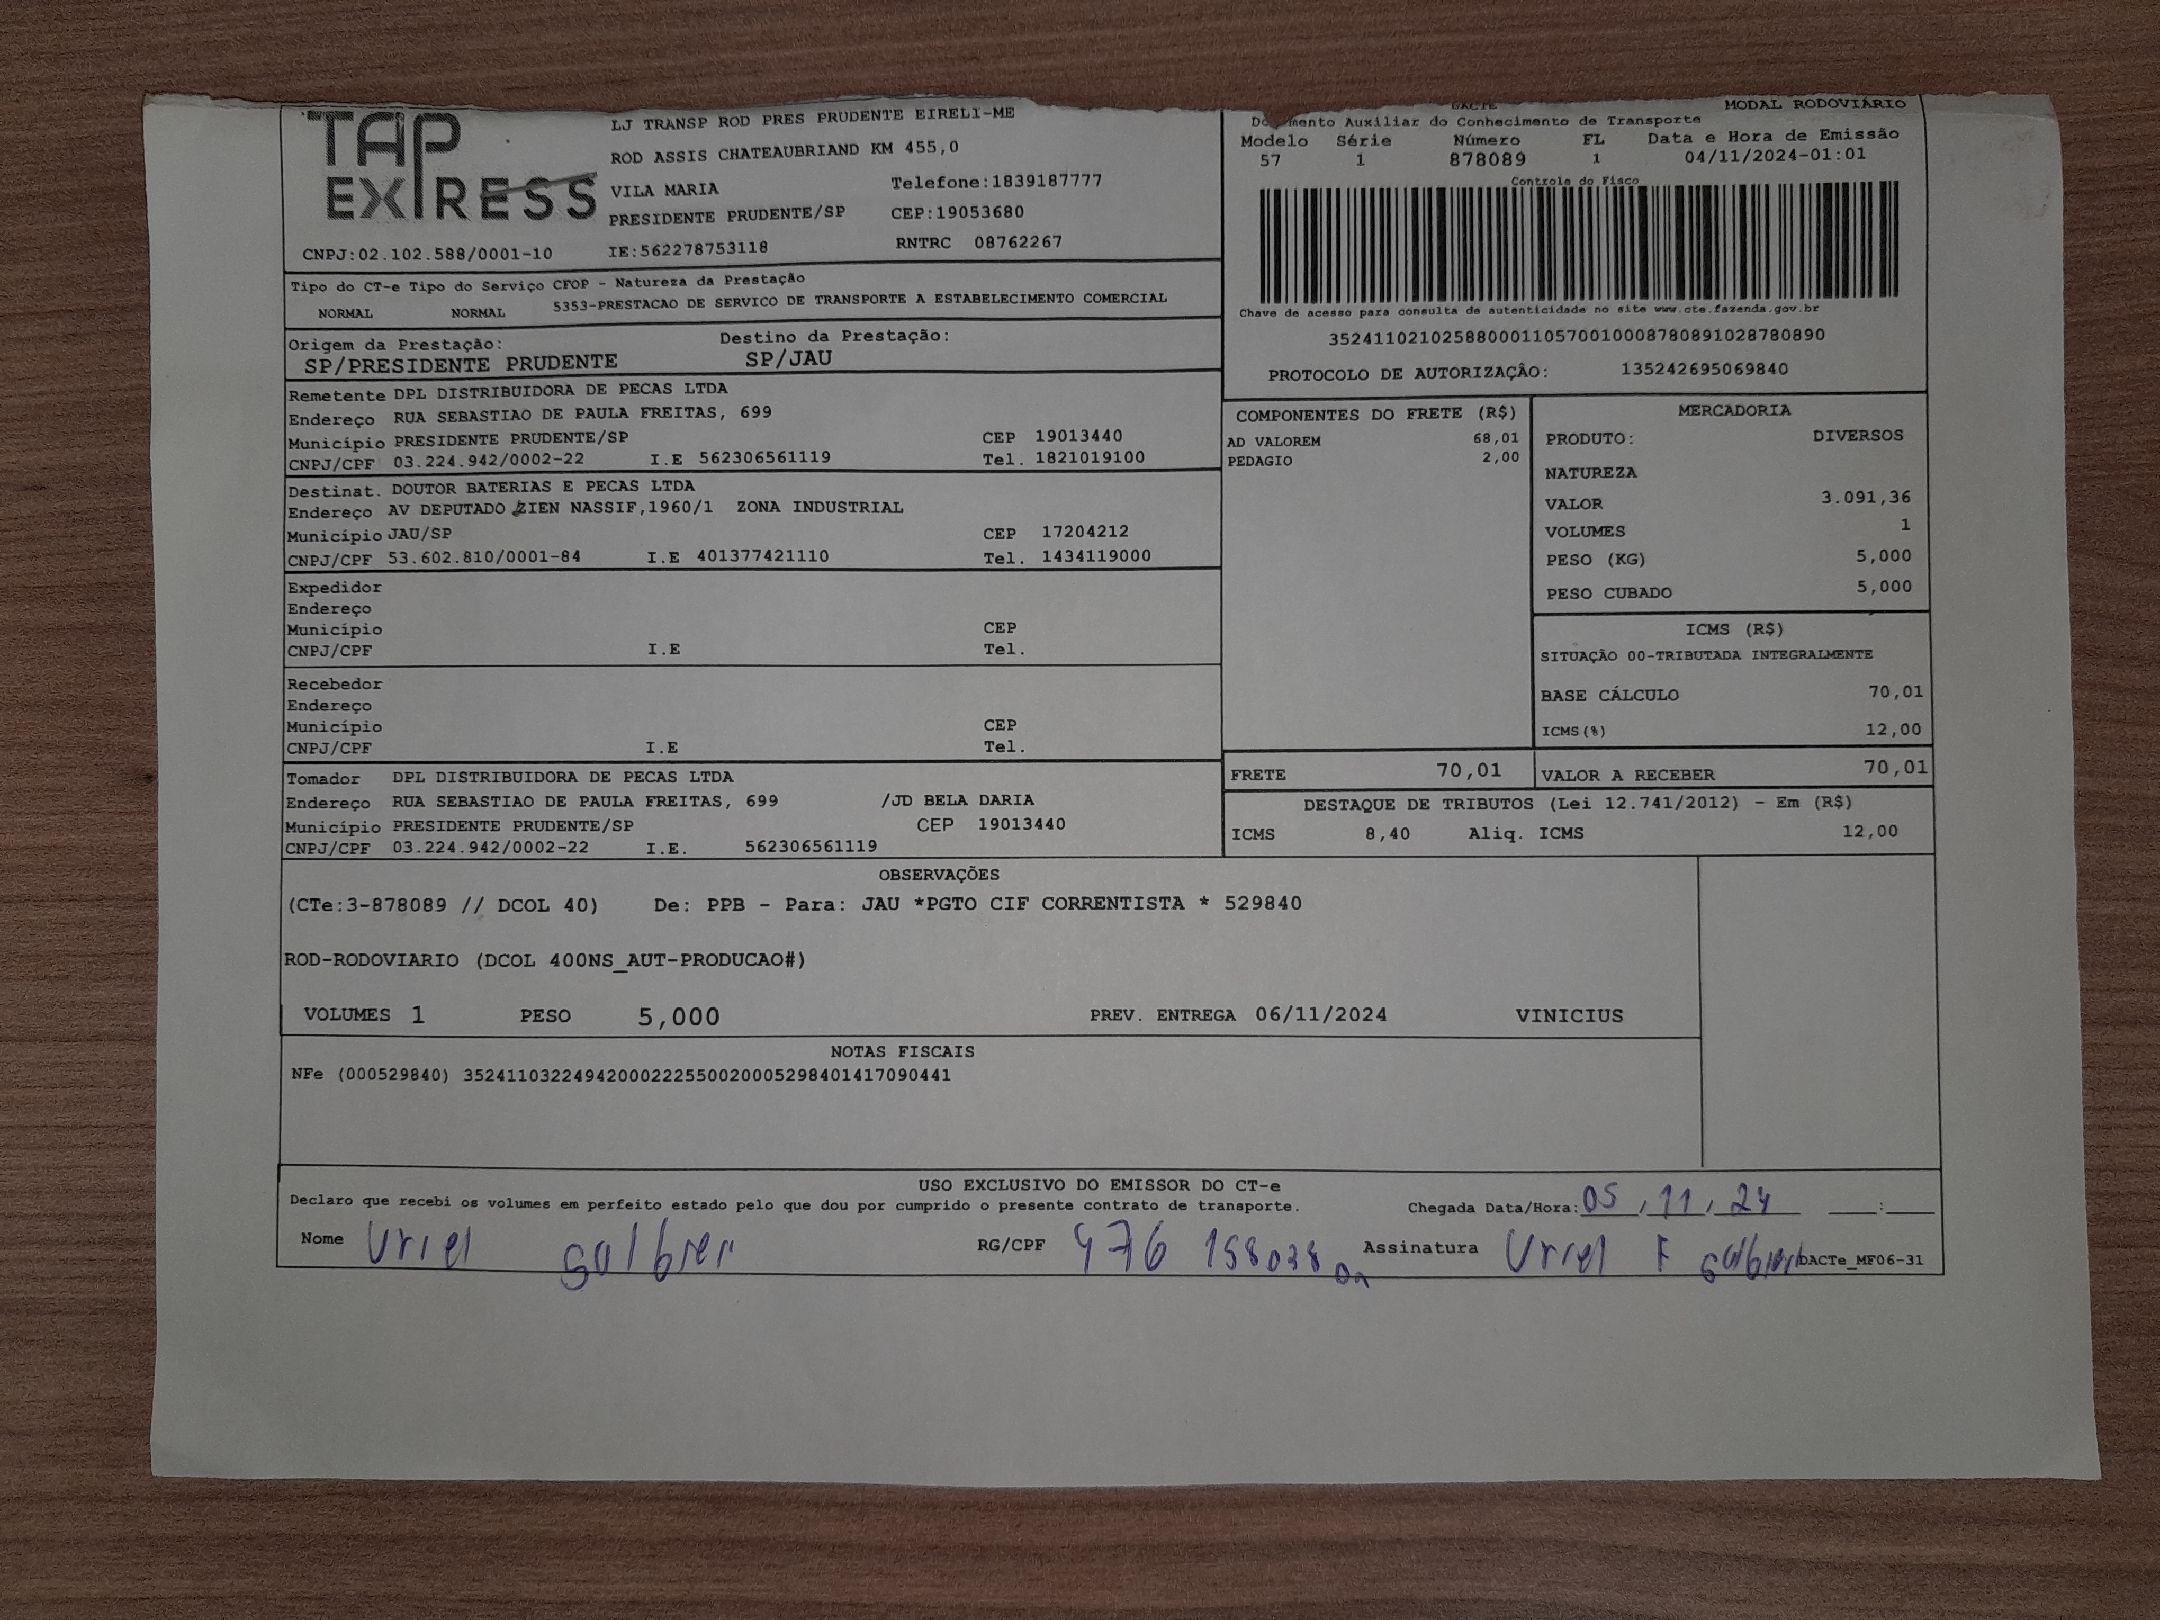 TAP
EXPRESS
CNPJ:02.102.588/0001-10
LJ TRANSP ROD PRES PRUDENTE EIRELI-ME
ROD ASSIS CHATEAUBRIAND KM 455,0
VILA MARIA Telefone:1839187777
PRESIDENTE PRUDENTE/SP CEP:19053680
IE:562278753118 RNTRC 08762267
DACTE MODAL RODOVIÁRIO
Documento Auxiliar do Conhecimento de Transporte
Modelo Série Número FL Data e Hora de Emissão
57 1 878089 1 04/11/2024-01:01
Controle do Fisco
Chave de acesso para consulta de autenticidade no site www.cte.fazenda.gov.br
35241102102588000110570010008780891028780890
PROTOCOLO DE AUTORIZAÇÃO: 135242695069840
Tipo do CT-e Tipo do Serviço CFOP - Natureza da Prestação
NORMAL NORMAL 5353-PRESTACAO DE SERVICO DE TRANSPORTE A ESTABELECIMENTO COMERCIAL
Origem da Prestação: Destino da Prestação:
SP/PRESIDENTE PRUDENTE SP/JAU
Remetente DPL DISTRIBUIDORA DE PECAS LTDA
Endereço RUA SEBASTIAO DE PAULA FREITAS, 699
Município PRESIDENTE PRUDENTE/SP CEP 19013440
CNPJ/CPF 03.224.942/0002-22 I.E 562306561119 Tel. 1821019100
Destinat. DOUTOR BATERIAS E PECAS LTDA
Endereço AV DEPUTADO ZIEN NASSIF,1960/1 ZONA INDUSTRIAL
Município JAU/SP CEP 17204212
CNPJ/CPF 53.602.810/0001-84 I.E 401377421110 Tel. 1434119000
Expedidor
Endereço
Município CEP
CNPJ/CPF I.E Tel.
Recebedor
Endereço
Município CEP
CNPJ/CPF I.E Tel.
Tomador DPL DISTRIBUIDORA DE PECAS LTDA
Endereço RUA SEBASTIAO DE PAULA FREITAS, 699 /JD BELA DARIA
Município PRESIDENTE PRUDENTE/SP CEP 19013440
CNPJ/CPF 03.224.942/0002-22 I.E. 562306561119
COMPONENTES DO FRETE (R$)
AD VALOREM 68,01
PEDAGIO 2,00
MERCADORIA
PRODUTO: DIVERSOS
NATUREZA
VALOR 3.091,36
VOLUMES 1
PESO (KG) 5,000
PESO CUBADO 5,000
ICMS (R$)
SITUAÇÃO 00-TRIBUTADA INTEGRALMENTE
BASE CÁLCULO 70,01
ICMS(%) 12,00
FRETE 70,01 VALOR A RECEBER 70,01
DESTAQUE DE TRIBUTOS (Lei 12.741/2012) - Em (R$)
ICMS 8,40 Aliq. ICMS 12,00
OBSERVAÇÕES
(CTe:3-878089 // DCOL 40) De: PPB - Para: JAU *PGTO CIF CORRENTISTA * 529840
ROD-RODOVIARIO (DCOL 400NS_AUT-PRODUCAO#)
VOLUMES 1 PESO 5,000 PREV. ENTREGA 06/11/2024 VINICIUS
NOTAS FISCAIS
NFe (000529840) 35241103224942000222550020005298401417090441
USO EXCLUSIVO DO EMISSOR DO CT-e
Declaro que recebi os volumes em perfeito estado pelo que dou por cumprido o presente contrato de transporte. Chegada Data/Hora: 05/11/24 :
Nome Uriel RG/CPF 476 Assinatura Uriel F DACTe_MF06-31